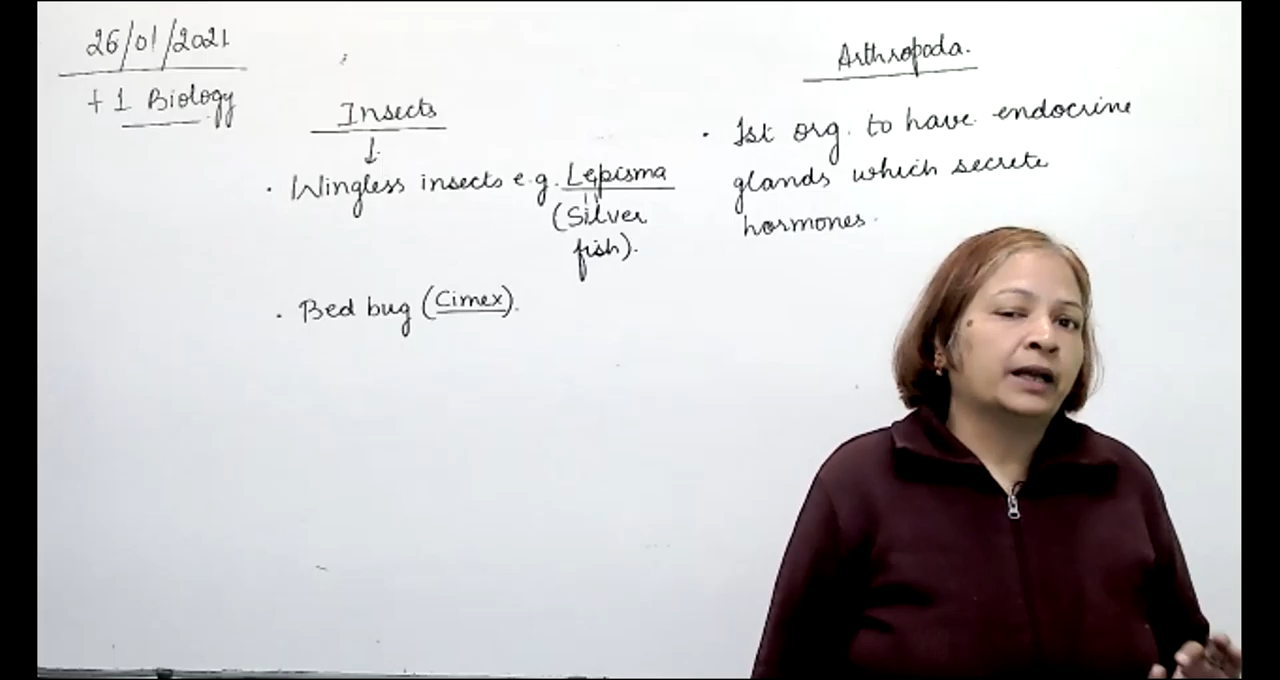 26/01/2021
+1 Biology
Insects
· Wingless insects e.g. Lepisma
(Silver
fish).
· Bed bug (Cimex).
Arthropoda.
· 1st org. to have endocrine
glands which secrete
hormones.